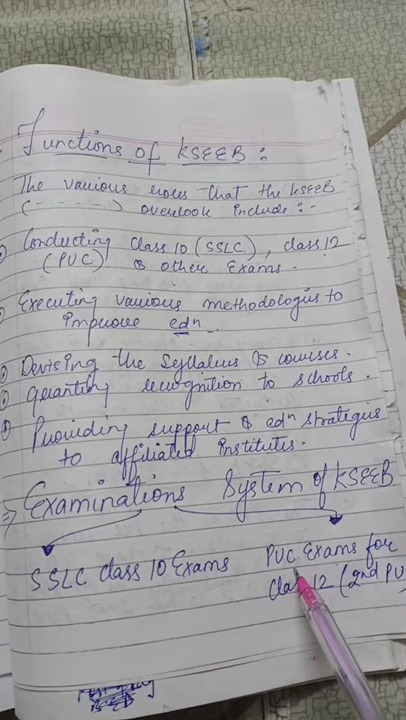 Functions of KSEEB :
The various roles that the KSEEB
(- - - - -) overlook include :-
Conducting class 10 (SSLC), class 12
(PUC) & other Exams.
Executing various methodologies to
improve edn.
Devising the Syllabus & courses.
Granting recognition to schools.
Providing support & edn strategies
to affiliated institutes.
=> Examinations System of KSEEB
SSLC class 10 Exams
PUC Exams for
Class 12 (2nd PU